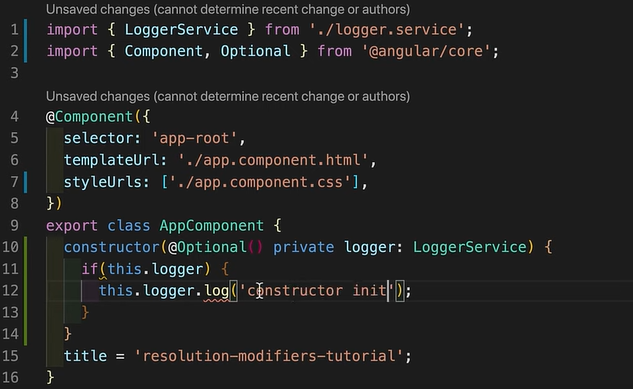 Unsaved changes (cannot determine recent change or authors)
1 import { LoggerService } from './logger.service';
2 import { Component, Optional } from '@angular/core';
3
Unsaved changes (cannot determine recent change or authors)
4 @Component({
5   selector: 'app-root',
6   templateUrl: './app.component.html',
7   styleUrls: ['./app.component.css'],
8 })
9 export class AppComponent {
10   constructor(@Optional() private logger: LoggerService) {
11     if(this.logger) {
12       this.logger.log('constructor init');
13     }
14   }
15   title = 'resolution-modifiers-tutorial';
16 }